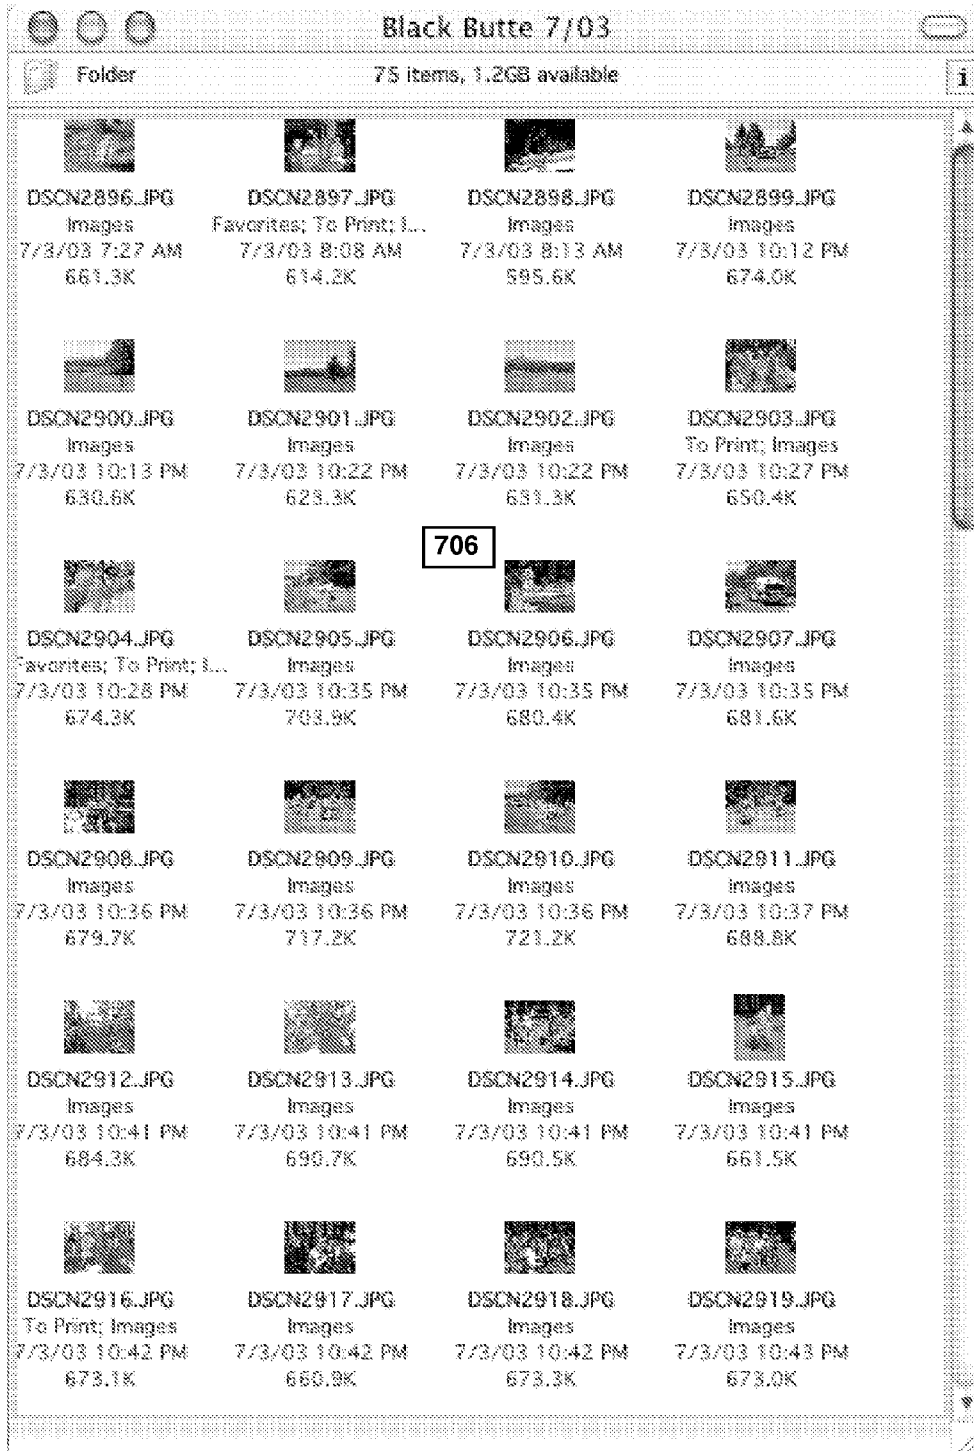 Black Butte 7/03
Folder 75 items, 1.2GB available i
DSCN2896.JPG DSCN2897.JPG DSCN2898.JPG DSCN2899.JPG
Images Favorites; To Print; I... Images Images
7/3/03 7:27 AM 7/3/03 8:08 AM 7/3/03 8:13 AM 7/3/03 10:12 PM
661.3K 614.2K 595.6K 674.0K
DSCN2900.JPG DSCN2901.JPG DSCN2902.JPG DSCN2903.JPG
Images Images Images To Print; Images
7/3/03 10:13 PM 7/3/03 10:22 PM 7/3/03 10:22 PM 7/3/03 10:27 PM
630.6K 623.3K 631.3K 650.4K
706
DSCN2904.JPG DSCN2905.JPG DSCN2906.JPG DSCN2907.JPG
Favorites; To Print; I... Images Images Images
7/3/03 10:28 PM 7/3/03 10:35 PM 7/3/03 10:35 PM 7/3/03 10:35 PM
674.3K 703.9K 680.4K 681.6K
DSCN2908.JPG DSCN2909.JPG DSCN2910.JPG DSCN2911.JPG
Images Images Images Images
7/3/03 10:36 PM 7/3/03 10:36 PM 7/3/03 10:36 PM 7/3/03 10:37 PM
679.7K 717.2K 721.2K 688.8K
DSCN2912.JPG DSCN2913.JPG DSCN2914.JPG DSCN2915.JPG
Images Images Images Images
7/3/03 10:41 PM 7/3/03 10:41 PM 7/3/03 10:41 PM 7/3/03 10:41 PM
684.3K 690.7K 690.5K 661.5K
DSCN2916.JPG DSCN2917.JPG DSCN2918.JPG DSCN2919.JPG
To Print; Images Images Images Images
7/3/03 10:42 PM 7/3/03 10:42 PM 7/3/03 10:42 PM 7/3/03 10:43 PM
673.1K 660.9K 673.3K 673.0K